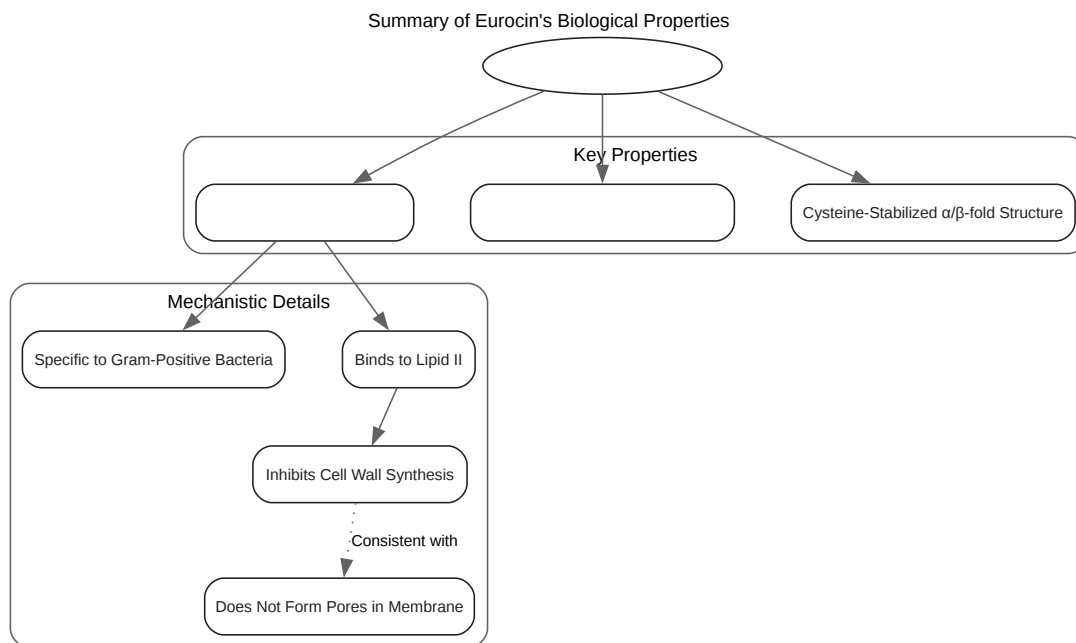 Summary of Eurocin's Biological Properties
Key Properties
Cysteine-Stabilized α/β-fold Structure
Mechanistic Details
Specific to Gram-Positive Bacteria
Binds to Lipid II
Inhibits Cell Wall Synthesis
Consistent with
Does Not Form Pores in Membrane